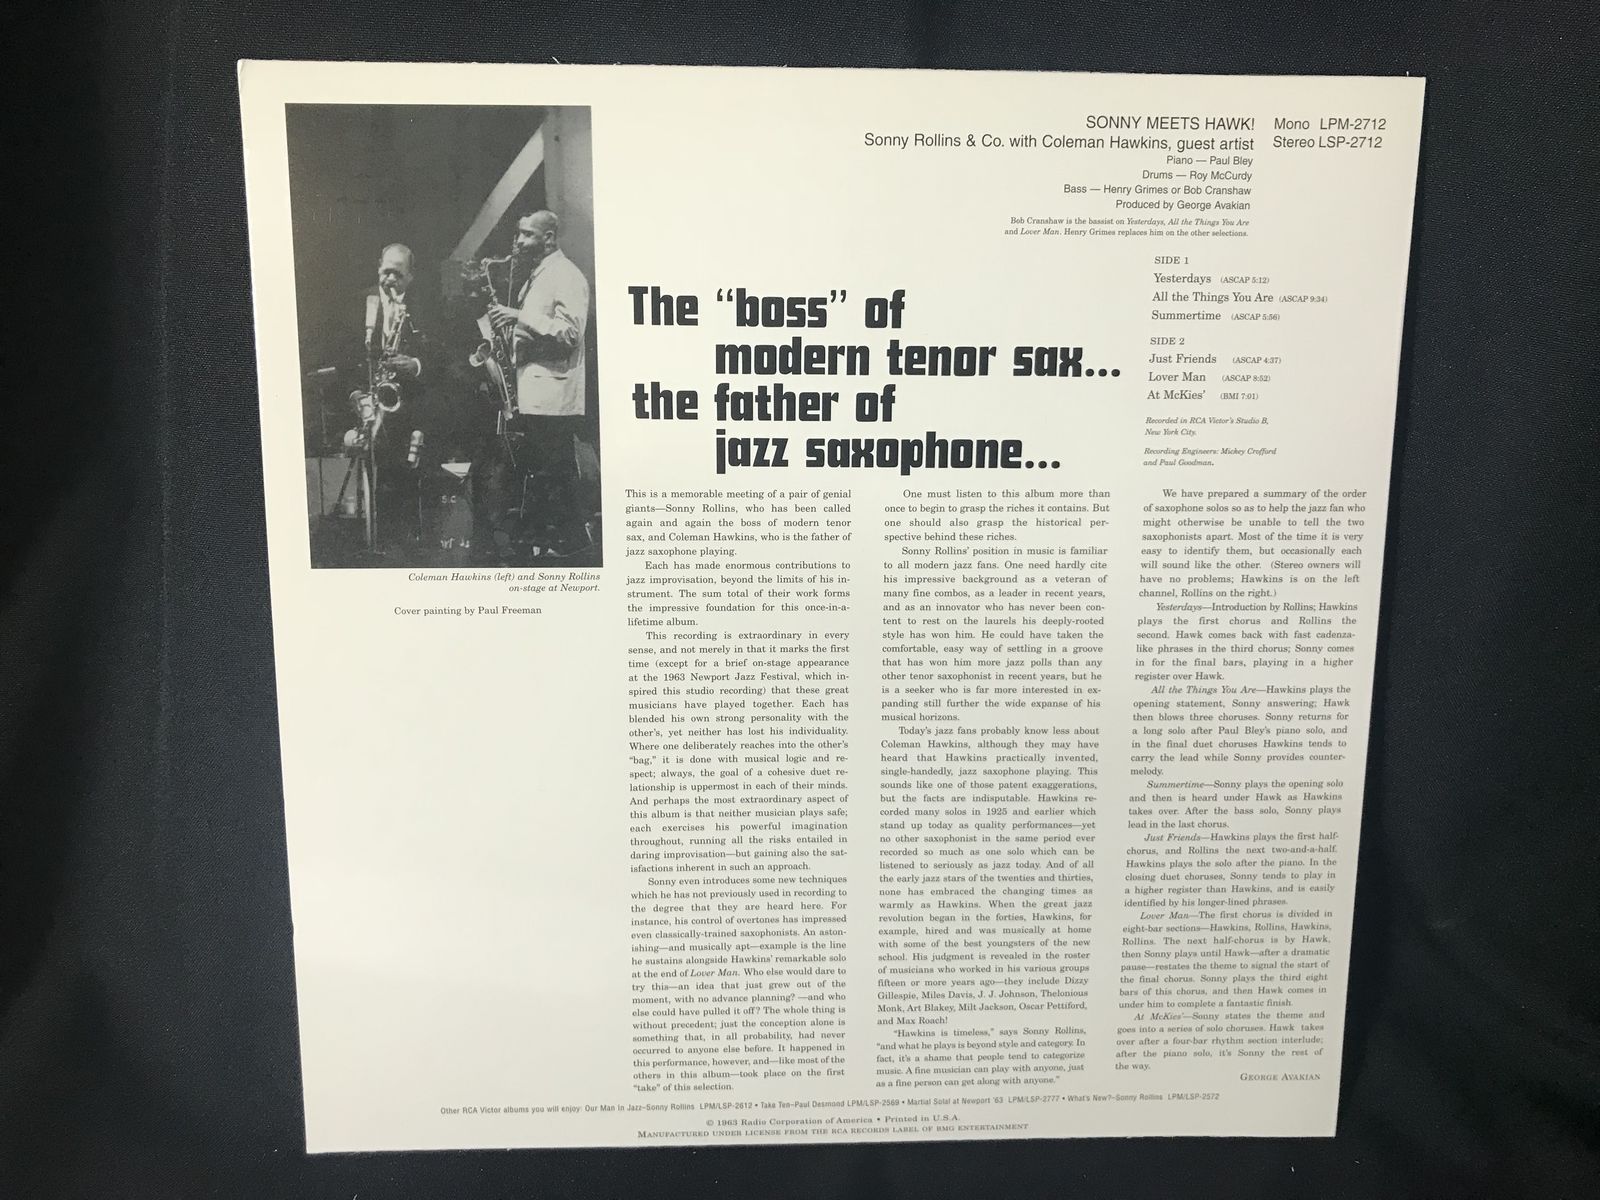 SONNY MEETS HAWK! Mono LPM-2712
Sonny Rollins & Co. with Coleman Hawkins, guest artist Stereo LSP-2712
Piano — Paul Bley
Drums — Roy McCurdy
Bass — Henry Grimes or Bob Cranshaw
Produced by George Avakian
Bob Cranshaw is the bassist on Yesterdays, All the Things You Are
and Lover Man. Henry Grimes replaces him on the other selections.
SIDE 1
Yesterdays (ASCAP 5:12)
All the Things You Are (ASCAP 9:34)
Summertime (ASCAP 5:56)
SIDE 2
Just Friends (ASCAP 4:37)
Lover Man (ASCAP 8:52)
At McKies' (BMI 7:01)
Recorded in RCA Victor's Studio B,
New York City.
Recording Engineers: Mickey Crofford
and Paul Goodman.
The "boss" of
modern tenor sax...
the father of
jazz saxophone...
Coleman Hawkins (left) and Sonny Rollins
on-stage at Newport.
Cover painting by Paul Freeman
This is a memorable meeting of a pair of genial
giants—Sonny Rollins, who has been called
again and again the boss of modern tenor
sax, and Coleman Hawkins, who is the father of
jazz saxophone playing.
Each has made enormous contributions to
jazz improvisation, beyond the limits of his in-
strument. The sum total of their work forms
the impressive foundation for this once-in-a-
lifetime album.
This recording is extraordinary in every
sense, and not merely in that it marks the first
time (except for a brief on-stage appearance
at the 1963 Newport Jazz Festival, which in-
spired this studio recording) that these great
musicians have played together. Each has
blended his own strong personality with the
other's, yet neither has lost his individuality.
Where one deliberately reaches into the other's
"bag," it is done with musical logic and re-
spect; always, the goal of a cohesive duet re-
lationship is uppermost in each of their minds.
And perhaps the most extraordinary aspect of
this album is that neither musician plays safe;
each exercises his powerful imagination
throughout, running all the risks entailed in
daring improvisation—but gaining also the sat-
isfactions inherent in such an approach.
Sonny even introduces some new techniques
which he has not previously used in recording to
the degree that they are heard here. For
instance, his control of overtones has impressed
even classically-trained saxophonists. An aston-
ishing—and musically apt—example is the line
he sustains alongside Hawkins' remarkable solo
at the end of Lover Man. Who else would dare to
try this—an idea that just grew out of the
moment, with no advance planning? —and who
else could have pulled it off? The whole thing is
without precedent; just the conception alone is
something that, in all probability, had never
occurred to anyone else before. It happened in
this performance, however, and—like most of the
others in this album—took place on the first
"take" of this selection.
One must listen to this album more than
once to begin to grasp the riches it contains. But
one should also grasp the historical per-
spective behind these riches.
Sonny Rollins' position in music is familiar
to all modern jazz fans. One need hardly cite
his impressive background as a veteran of
many fine combos, as a leader in recent years,
and as an innovator who has never been con-
tent to rest on the laurels his deeply-rooted
style has won him. He could have taken the
comfortable, easy way of settling in a groove
that has won him more jazz polls than any
other tenor saxophonist in recent years, but he
is a seeker who is far more interested in ex-
panding still further the wide expanse of his
musical horizons.
Today's jazz fans probably know less about
Coleman Hawkins, although they may have
heard that Hawkins practically invented,
single-handedly, jazz saxophone playing. This
sounds like one of those patent exaggerations,
but the facts are indisputable. Hawkins re-
corded many solos in 1925 and earlier which
stand up today as quality performances—yet
no other saxophonist in the same period ever
recorded so much as one solo which can be
listened to seriously as jazz today. And of all
the early jazz stars of the twenties and thirties,
none has embraced the changing times as
warmly as Hawkins. When the great jazz
revolution began in the forties, Hawkins, for
example, hired and was musically at home
with some of the best youngsters of the new
school. His judgment is revealed in the roster
of musicians who worked in his various groups
fifteen or more years ago—they include Dizzy
Gillespie, Miles Davis, J. J. Johnson, Thelonious
Monk, Art Blakey, Milt Jackson, Oscar Pettiford,
and Max Roach!
"Hawkins is timeless," says Sonny Rollins,
"and what he plays is beyond style and category. In
fact, it's a shame that people tend to categorize
music. A fine musician can play with anyone, just
as a fine person can get along with anyone."
We have prepared a summary of the order
of saxophone solos so as to help the jazz fan who
might otherwise be unable to tell the two
saxophonists apart. Most of the time it is very
easy to identify them, but occasionally each
will sound like the other. (Stereo owners will
have no problems; Hawkins is on the left
channel, Rollins on the right.)
Yesterdays—Introduction by Rollins; Hawkins
plays the first chorus and Rollins the
second. Hawk comes back with fast cadenza-
like phrases in the third chorus; Sonny comes
in for the final bars, playing in a higher
register over Hawk.
All the Things You Are—Hawkins plays the
opening statement, Sonny answering; Hawk
then blows three choruses. Sonny returns for
a long solo after Paul Bley's piano solo, and
in the final duet choruses Hawkins tends to
carry the lead while Sonny provides counter-
melody.
Summertime—Sonny plays the opening solo
and then is heard under Hawk as Hawkins
takes over. After the bass solo, Sonny plays
lead in the last chorus.
Just Friends—Hawkins plays the first half-
chorus, and Rollins the next two-and-a-half.
Hawkins plays the solo after the piano. In the
closing duet choruses, Sonny tends to play in
a higher register than Hawkins, and is easily
identified by his longer-lined phrases.
Lover Man—The first chorus is divided in
eight-bar sections—Hawkins, Rollins, Hawkins,
Rollins. The next half-chorus is by Hawk,
then Sonny plays until Hawk—after a dramatic
pause—restates the theme to signal the start of
the final chorus. Sonny plays the third eight
bars of this chorus, and then Hawk comes in
under him to complete a fantastic finish.
At McKies'—Sonny states the theme and
goes into a series of solo choruses. Hawk takes
over after a four-bar rhythm section interlude;
after the piano solo, it's Sonny the rest of
the way.
GEORGE AVAKIAN
Other RCA Victor albums you will enjoy: Our Man In Jazz–Sonny Rollins LPM/LSP-2612 • Take Ten–Paul Desmond LPM/LSP-2569 • Martial Solal at Newport '63 LPM/LSP-2777 • What's New?–Sonny Rollins LPM/LSP-2572
© 1963 Radio Corporation of America • Printed in U.S.A.
MANUFACTURED UNDER LICENSE FROM THE RCA RECORDS LABEL OF BMG ENTERTAINMENT